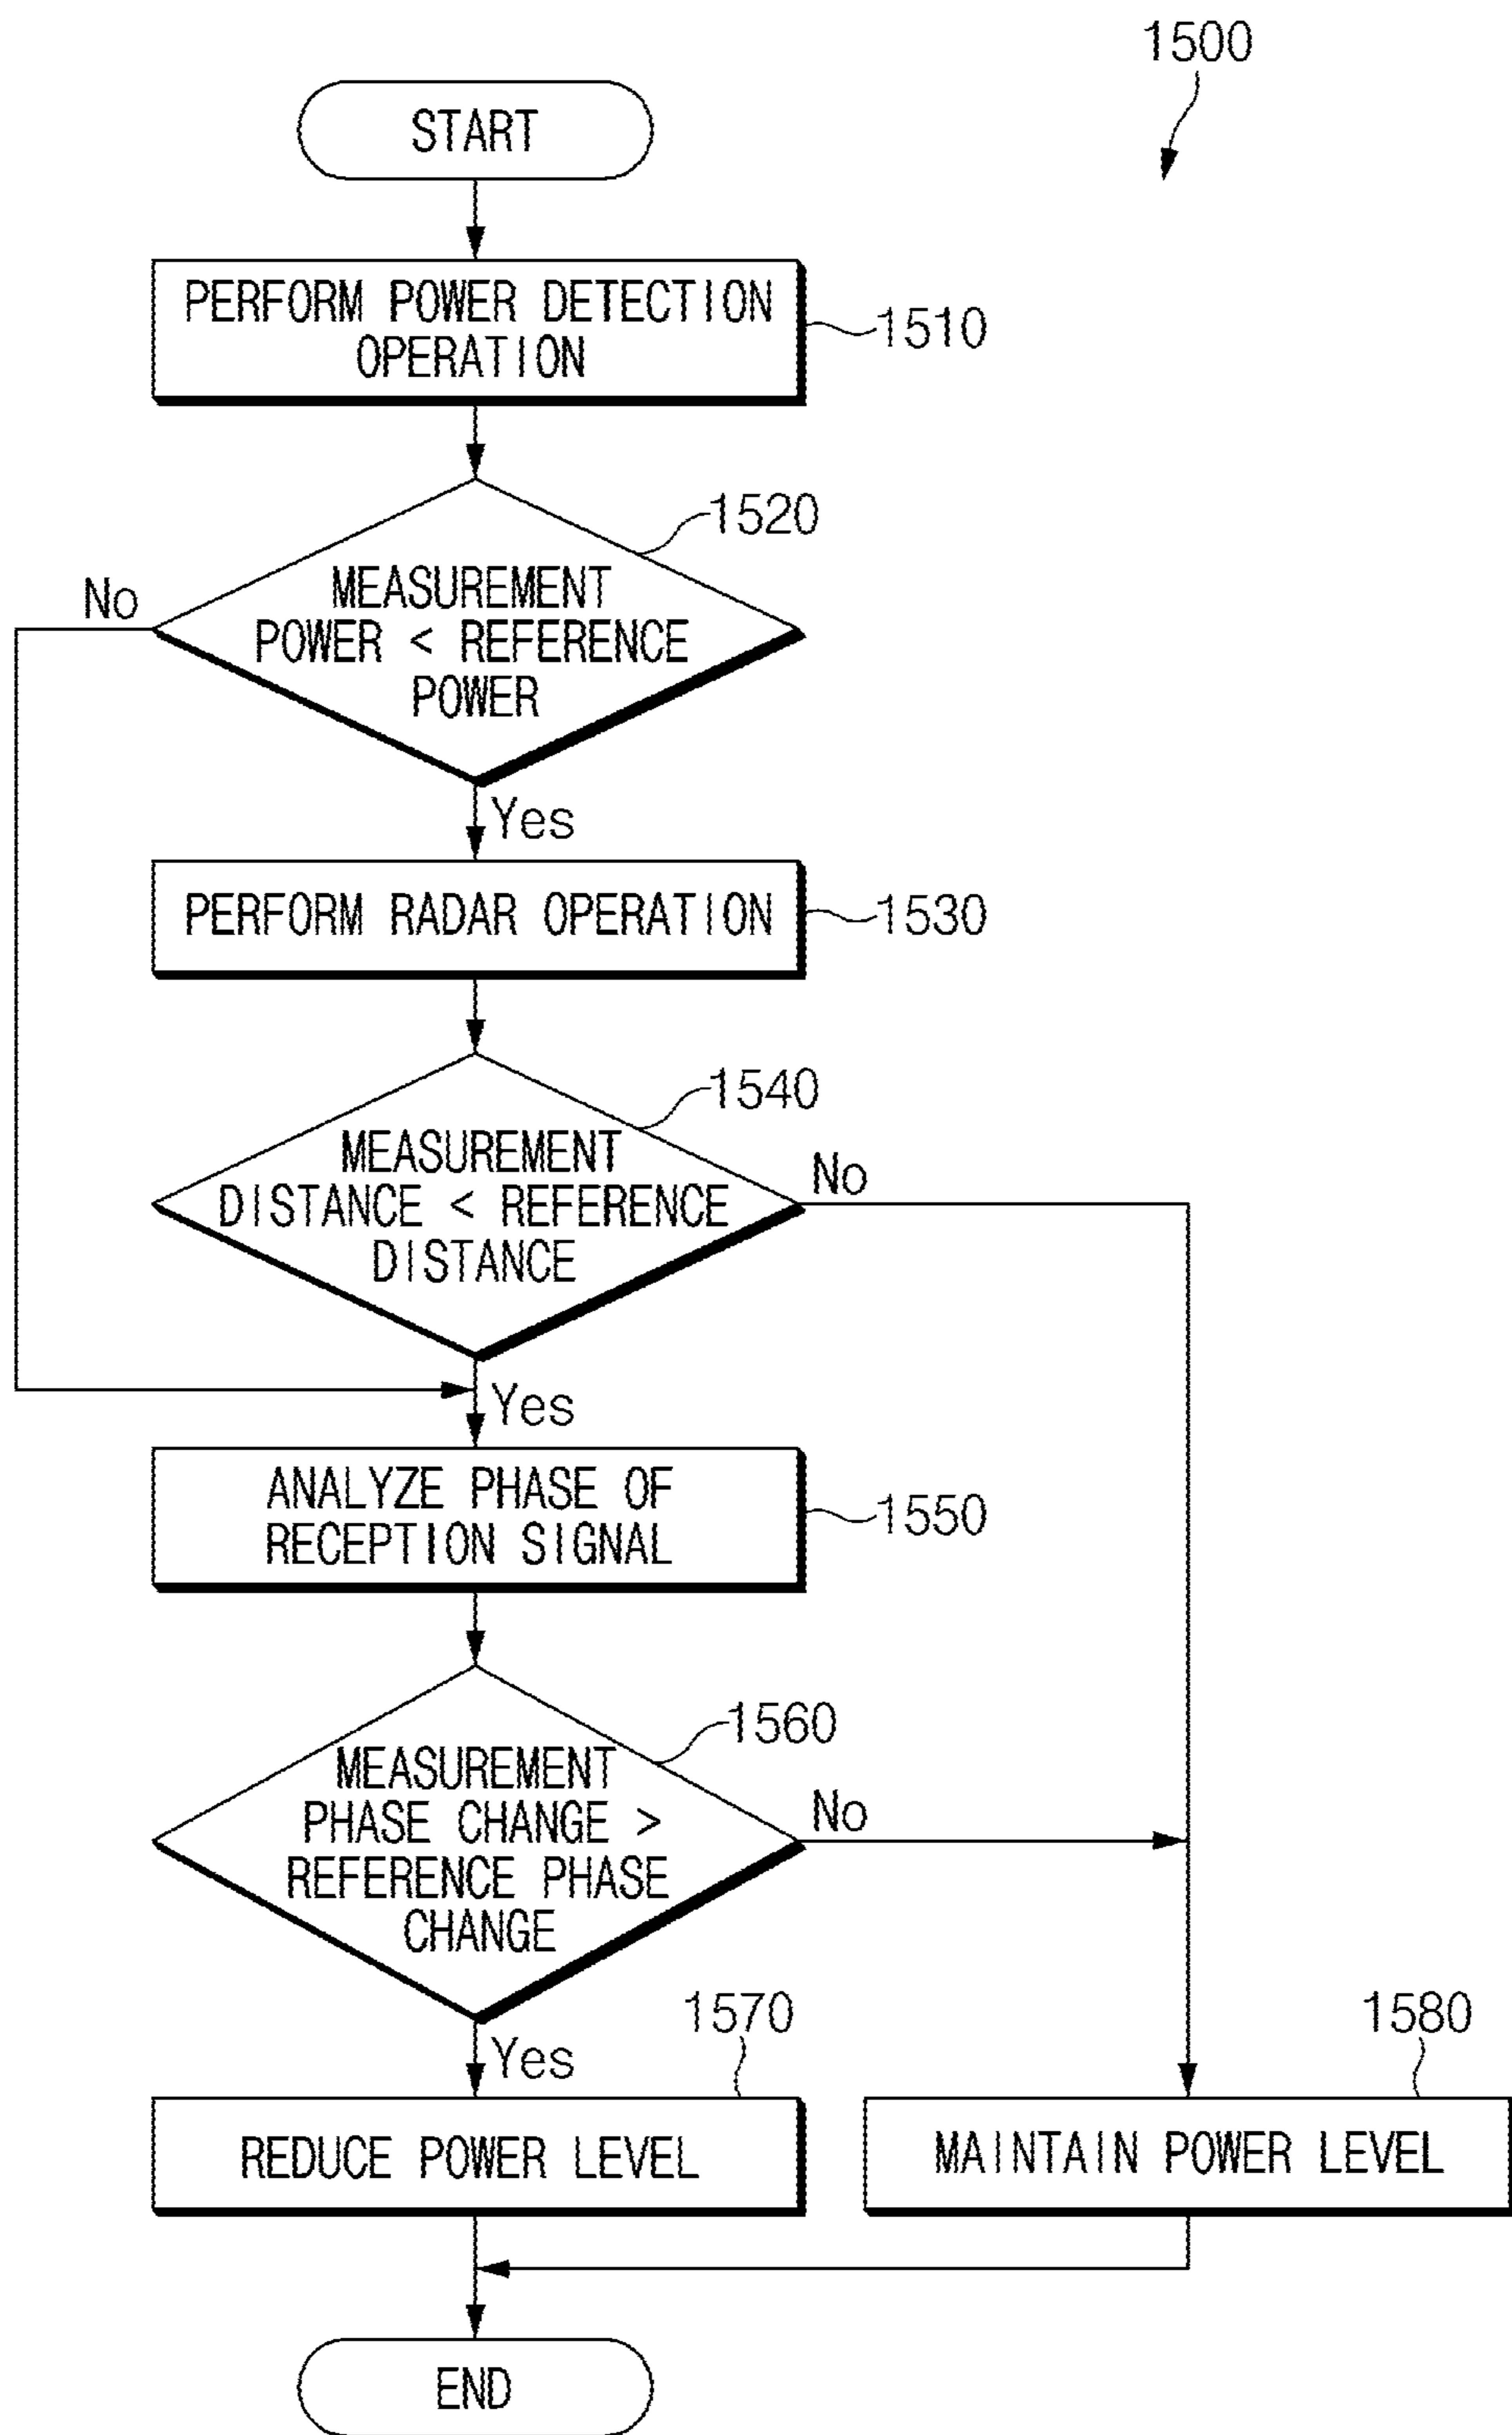 1500
START
PERFORM POWER DETECTION
OPERATION
1510
1520
No
MEASUREMENT
POWER < REFERENCE
POWER
Yes
PERFORM RADAR OPERATION
1530
1540
MEASUREMENT
DISTANCE < REFERENCE
DISTANCE
No
Yes
ANALYZE PHASE OF
RECEPTION SIGNAL
1550
1560
MEASUREMENT
PHASE CHANGE >
REFERENCE PHASE
CHANGE
No
Yes
1570
1580
REDUCE POWER LEVEL
MAINTAIN POWER LEVEL
END